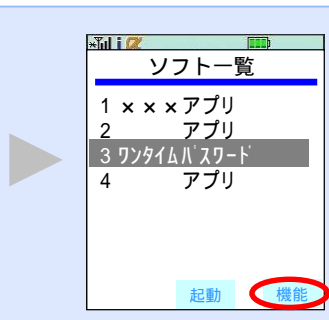 ソフト一覧
1 ×××アプリ
2 アプリ
3 ワンタイムパスワード
4 アプリ
起動 機能